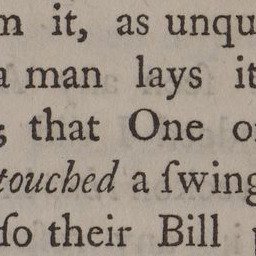 m it, as unqu
a man lays it
; that One o
touched a ſwing
ſo their Bill